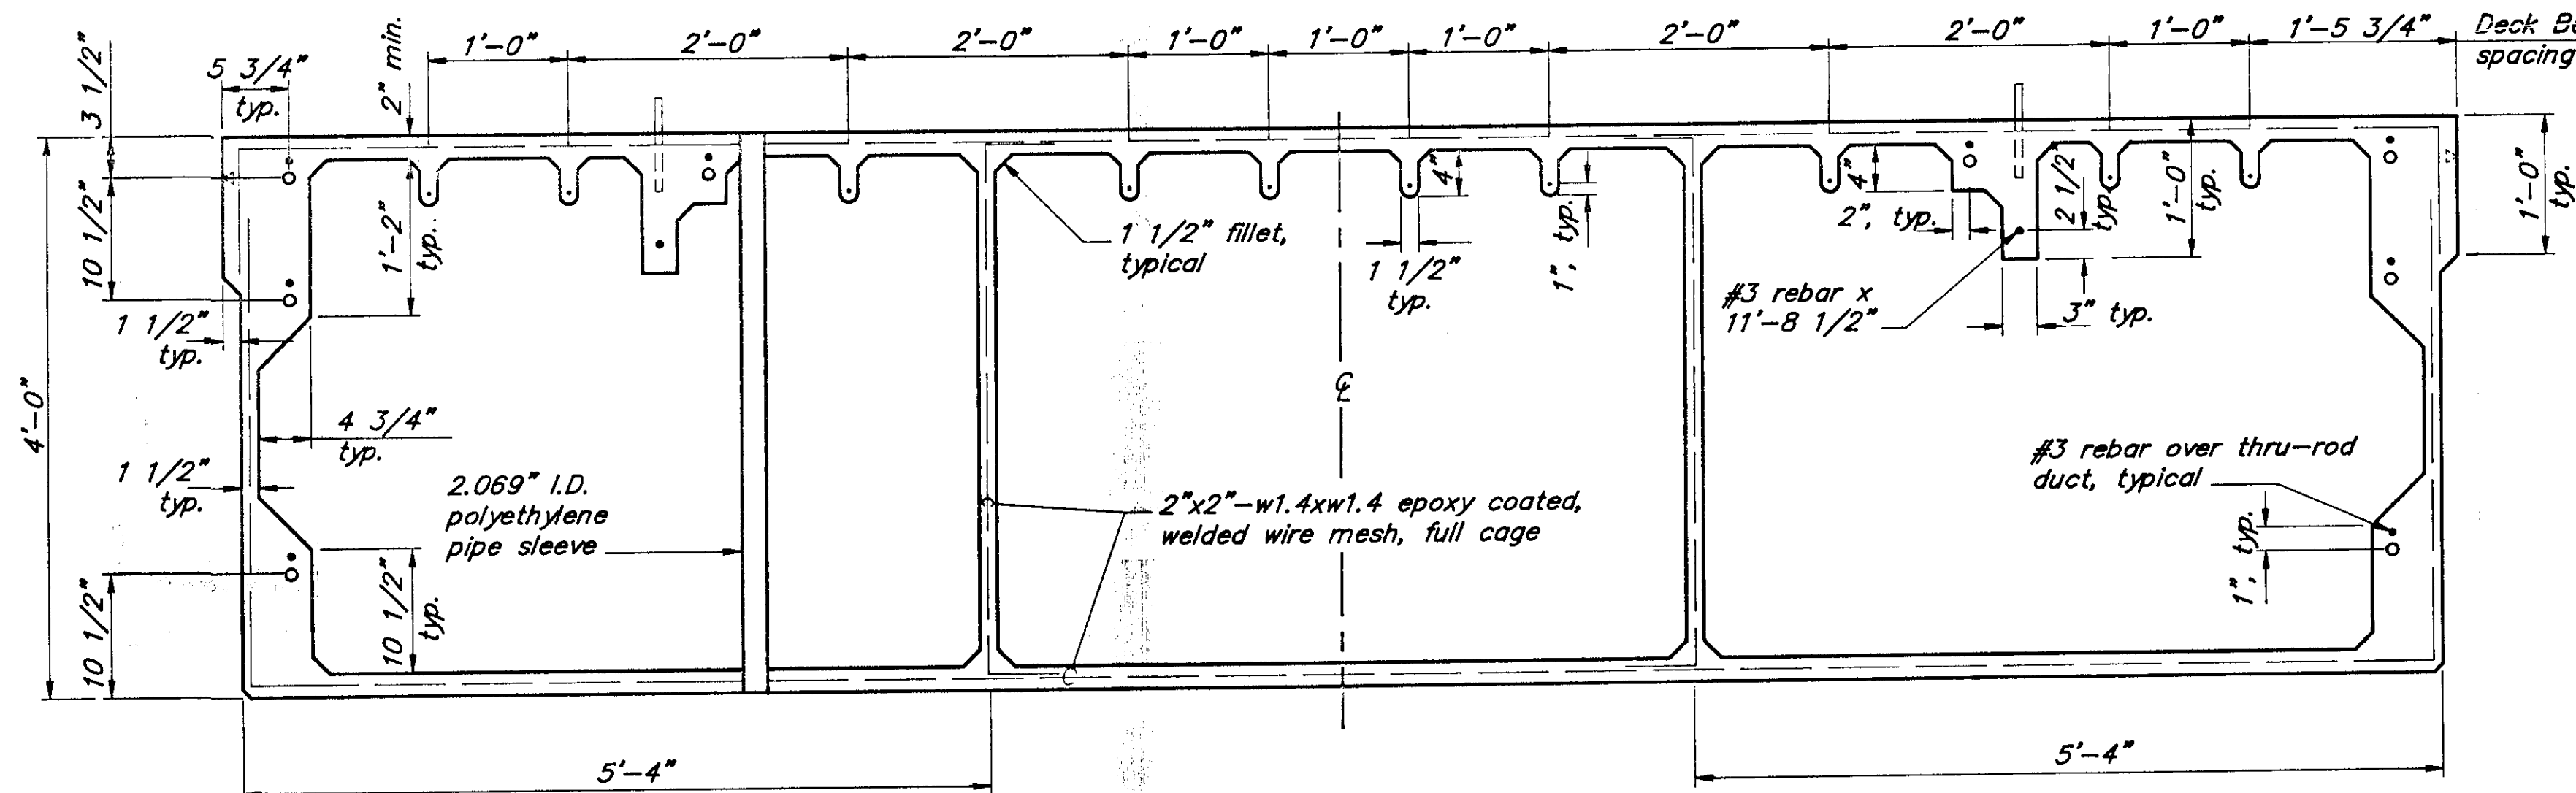 1'-0"
2'-0"
2'-0"
1'-0"
1'-0"
1'-0"
2'-0"
2'-0"
1'-0"
1'-5 3/4"
Deck
spacing
5 3/4"
typ.
3 1/2"
2" min.
10 1/2"
1'-2"
typ.
4"
1 1/2" fillet,
typical
1 1/2"
typ.
1", typ.
4"
2", typ.
2 1/2"
typ.
1'-0"
typ.
1'-0"
typ.
#3 rebar x
11'-8 1/2"
3" typ.
1 1/2"
typ.
4'-0"
℄
4 3/4"
typ.
1 1/2"
typ.
2.069" I.D.
polyethylene
pipe sleeve
2"x2"-w1.4xw1.4 epoxy coated,
welded wire mesh, full cage
#3 rebar over thru-rod
duct, typical
1", typ.
10 1/2"
10 1/2"
typ.
5'-4"
5'-4"